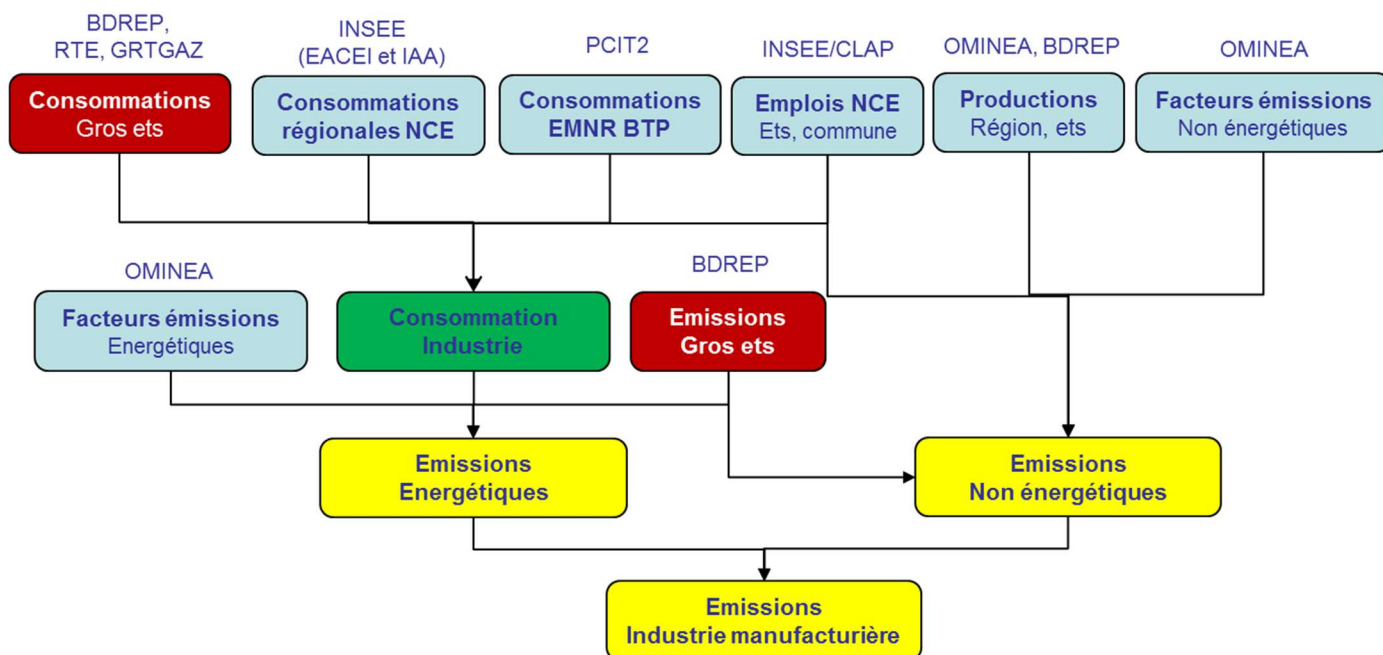 BDREP,
RTE, GRTGAZ
INSEE
(EACEI et IAA)
PCIT2
INSEE/CLAP
OMINEA, BDREP
OMINEA
Consommations
Gros ets
Consommations
régionales NCE
Consommations
EMNR BTP
Emplois NCE
Ets, commune
Productions
Région, ets
Facteurs émissions
Non énergétiques
OMINEA
BDREP
Facteurs émissions
Energétiques
Consommation
Industrie
Emissions
Gros ets
Emissions
Energétiques
Emissions
Non énergétiques
Emissions
Industrie manufacturière